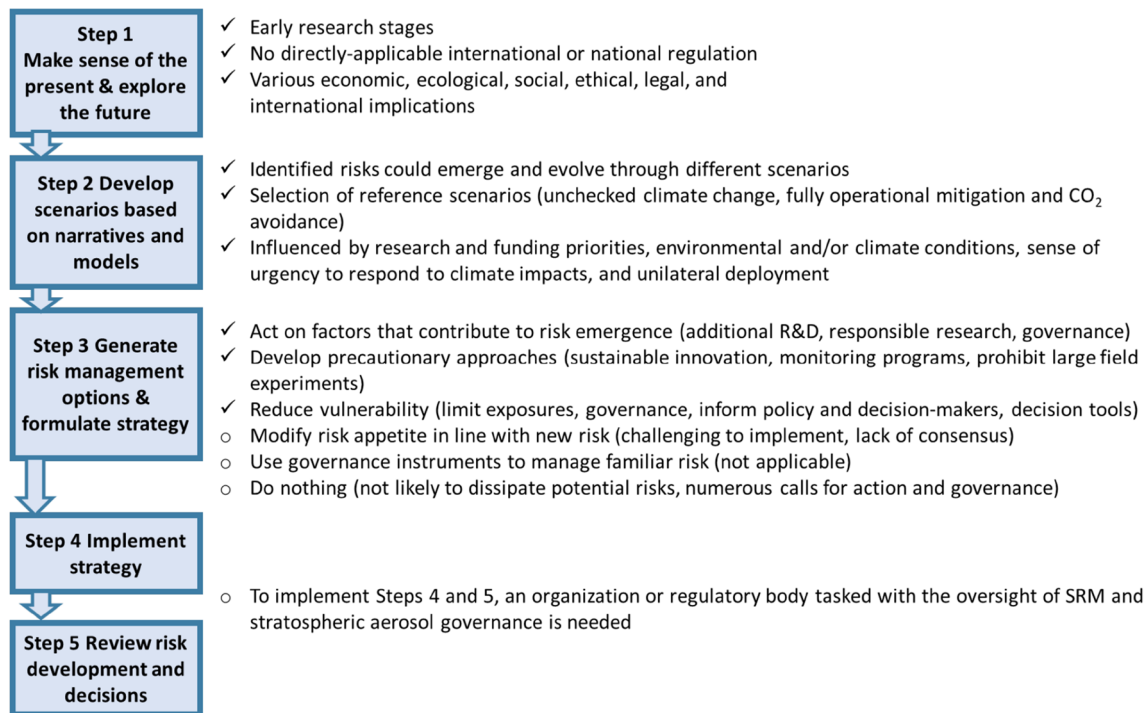 Step 1
Make sense of the
present & explore
the future
✓ Early research stages
✓ No directly-applicable international or national regulation
✓ Various economic, ecological, social, ethical, legal, and
international implications
Step 2 Develop
scenarios based
on narratives and
models
✓ Identified risks could emerge and evolve through different scenarios
✓ Selection of reference scenarios (unchecked climate change, fully operational mitigation and CO₂
avoidance)
✓ Influenced by research and funding priorities, environmental and/or climate conditions, sense of
urgency to respond to climate impacts, and unilateral deployment
Step 3 Generate
risk management
options &
formulate strategy
✓ Act on factors that contribute to risk emergence (additional R&D, responsible research, governance)
✓ Develop precautionary approaches (sustainable innovation, monitoring programs, prohibit large field
experiments)
✓ Reduce vulnerability (limit exposures, governance, inform policy and decision-makers, decision tools)
○ Modify risk appetite in line with new risk (challenging to implement, lack of consensus)
○ Use governance instruments to manage familiar risk (not applicable)
○ Do nothing (not likely to dissipate potential risks, numerous calls for action and governance)
Step 4 Implement
strategy
○ To implement Steps 4 and 5, an organization or regulatory body tasked with the oversight of SRM and
stratospheric aerosol governance is needed
Step 5 Review risk
development and
decisions